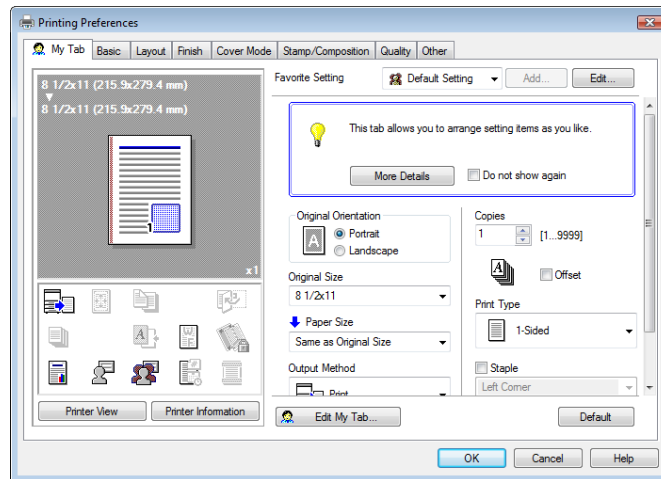 Printing Preferences
My Tab Basic Layout Finish Cover Mode Stamp/Composition Quality Other
8 1/2x11 (215.9x279.4 mm)
8 1/2x11 (215.9x279.4 mm)
1
x1
Printer View Printer Information
Favorite Setting Default Setting Add... Edit...
This tab allows you to arrange setting items as you like.
More Details Do not show again
Original Orientation
A
Portrait
Landscape
Original Size
8 1/2x11
Paper Size
Same as Original Size
Output Method
Print
Copies
1 [1...9999]
A Offset
Print Type
1-Sided
Staple
Left Corner
Edit My Tab... Default
OK Cancel Help